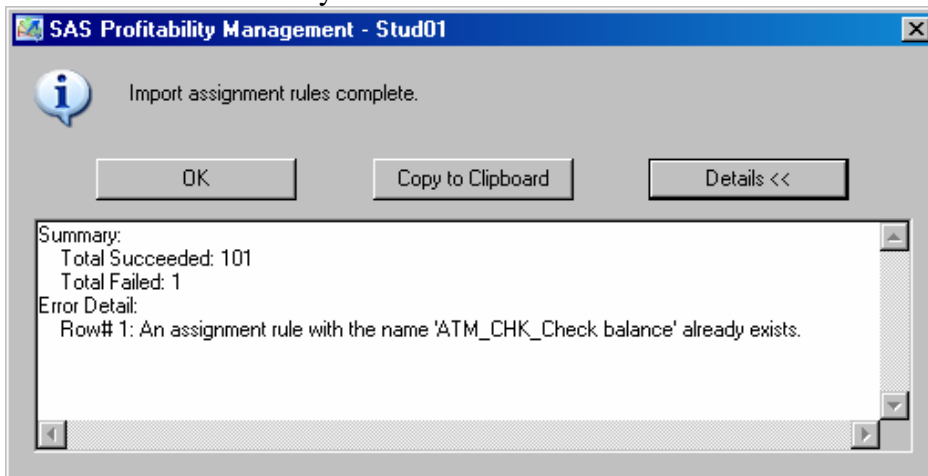 SAS Profitability Management - Stud01
Import assignment rules complete.
OK
Copy to Clipboard
Details <<
Summary:
Total Succeeded: 101
Total Failed: 1
Error Detail:
Row# 1: An assignment rule with the name 'ATM_CHK_Check balance' already exists.